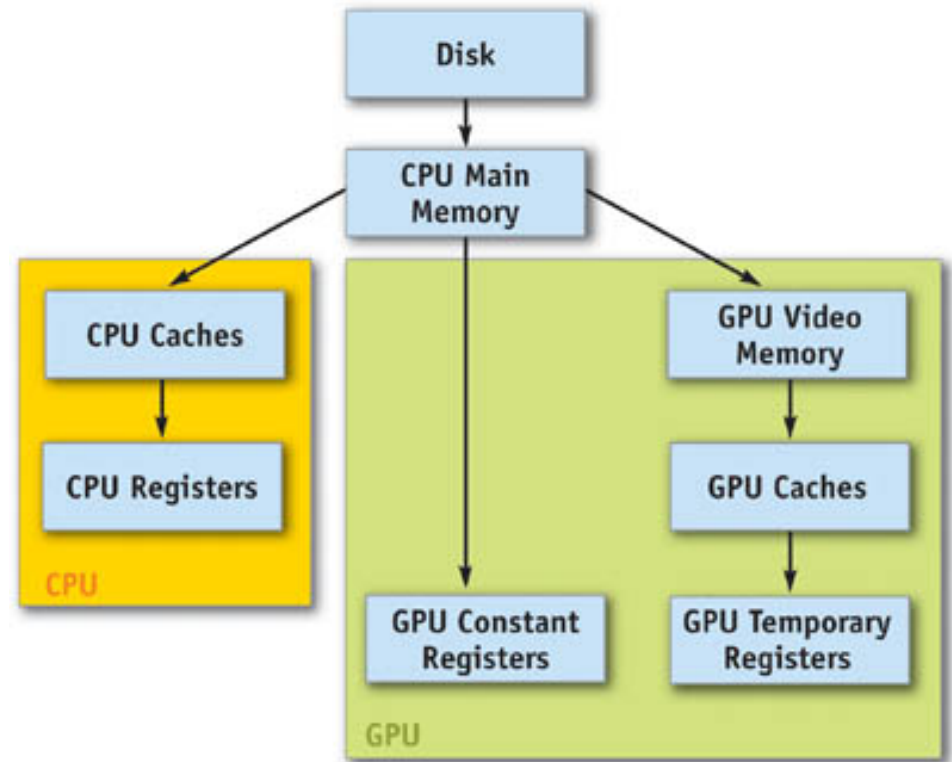 Disk
CPU Main
Memory
CPU Caches
GPU Video
Memory
CPU Registers
GPU Caches
CPU
GPU Constant
Registers
GPU Temporary
Registers
GPU